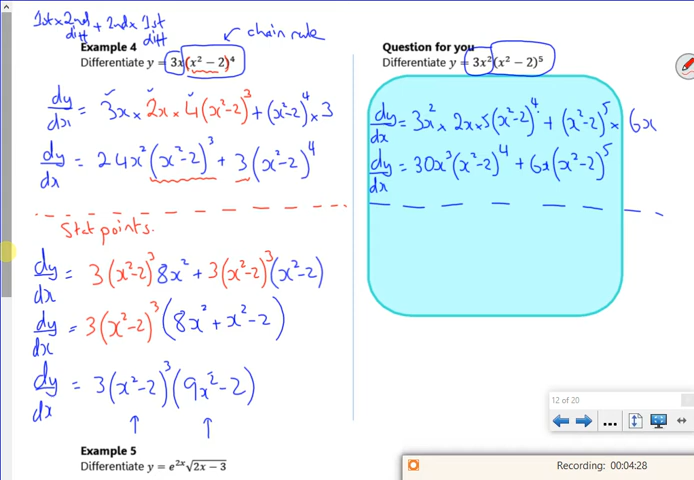 1st × 2nd diff + 2nd × 1st diff
chain rule
Example 4
Differentiate y = 3x(x² − 2)⁴
dy/dx = 3x × 2x × 4(x²−2)³ + (x²−2)⁴ × 3
dy/dx = 24x²(x²−2)³ + 3(x²−2)⁴
Stat points.
dy/dx = 3(x²−2)³ 8x² + 3(x²−2)³(x²−2)
dy/dx = 3(x²−2)³(8x² + x²−2)
dy/dx = 3(x²−2)³(9x²−2)
Example 5
Differentiate y = e²ˣ√(2x − 3)
Question for you
Differentiate y = 3x²(x² − 2)⁵
dy/dx = 3x² × 2x × 5(x²−2)⁴ + (x²−2)⁵ × 6x
dy/dx = 30x³(x²−2)⁴ + 6x(x²−2)⁵
12 of 20
...
Recording: 00:04:28